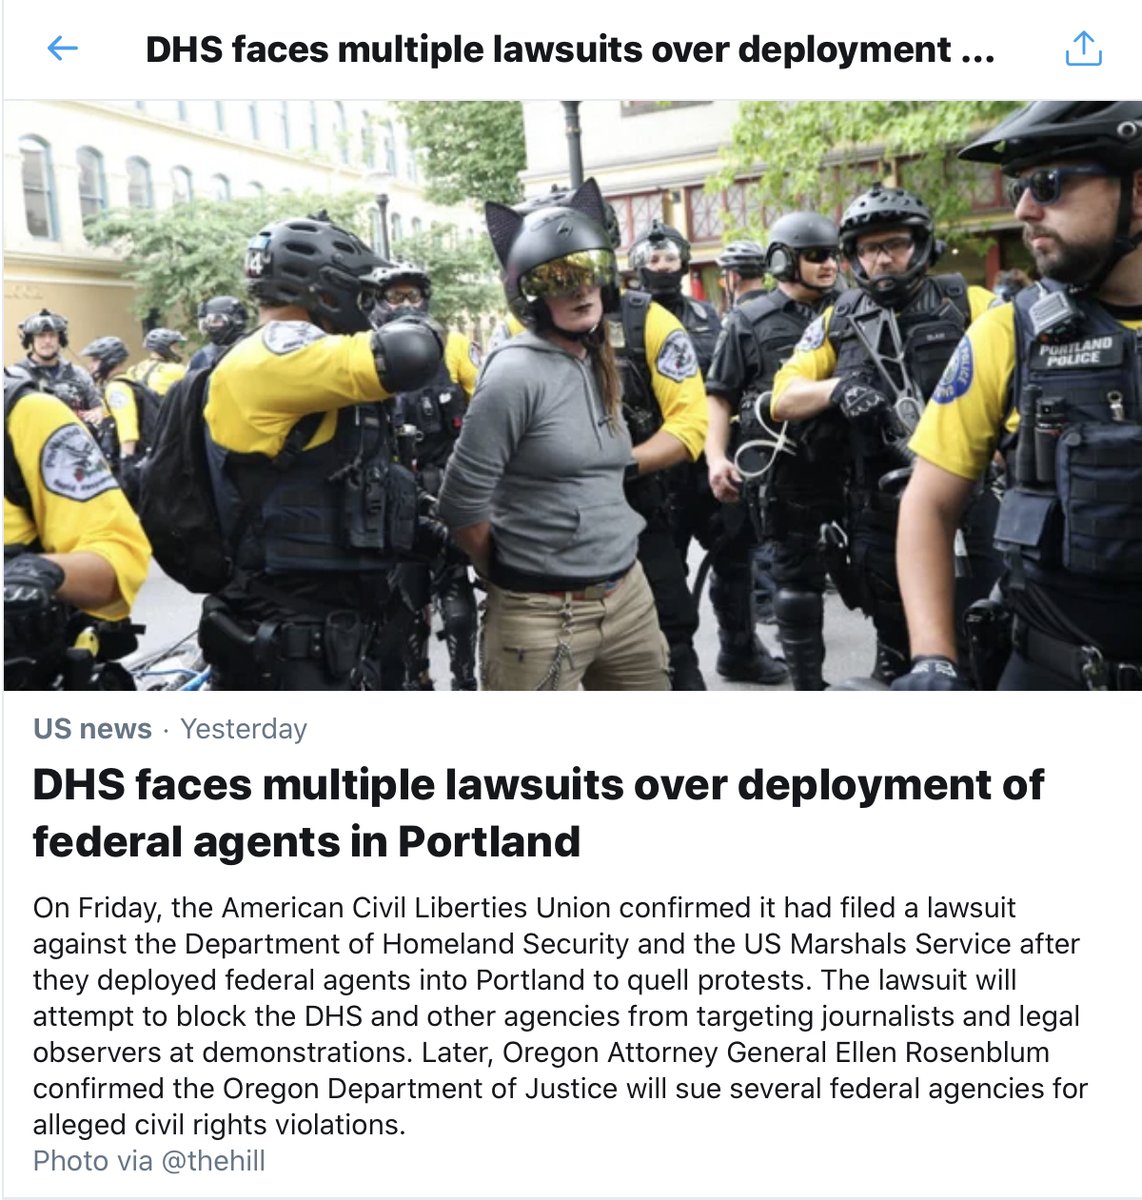 DHS faces multiple lawsuits over deployment ...
PORTLAND
POLICE
US news · Yesterday
DHS faces multiple lawsuits over deployment of
federal agents in Portland
On Friday, the American Civil Liberties Union confirmed it had filed a lawsuit
against the Department of Homeland Security and the US Marshals Service after
they deployed federal agents into Portland to quell protests. The lawsuit will
attempt to block the DHS and other agencies from targeting journalists and legal
observers at demonstrations. Later, Oregon Attorney General Ellen Rosenblum
confirmed the Oregon Department of Justice will sue several federal agencies for
alleged civil rights violations.
Photo via @thehill